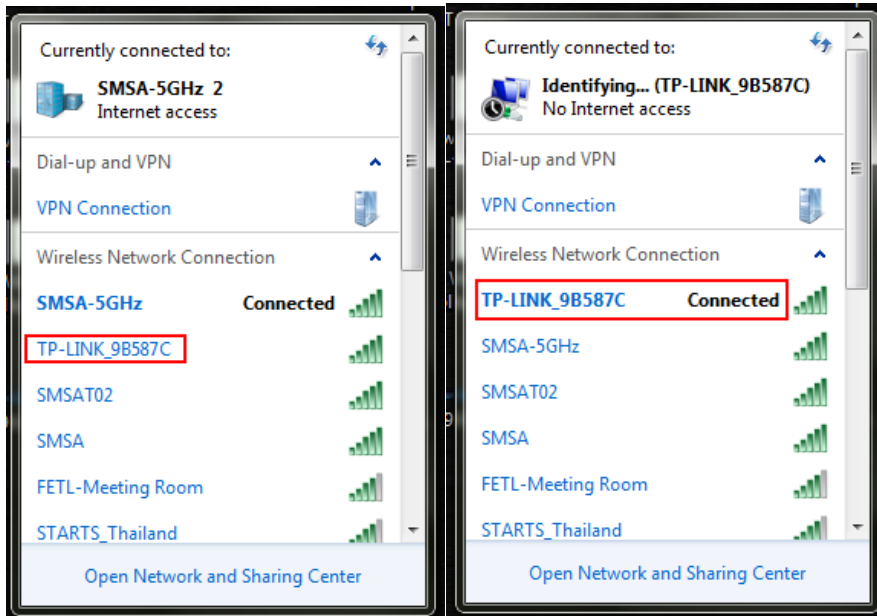 Currently connected to:
SMSA-5GHz 2
Internet access
Dial-up and VPN
VPN Connection
Wireless Network Connection
SMSA-5GHz Connected
TP-LINK_9B587C
SMSAT02
SMSA
FETL-Meeting Room
STARTS_Thailand
Open Network and Sharing Center
Currently connected to:
Identifying... (TP-LINK_9B587C)
No Internet access
Dial-up and VPN
VPN Connection
Wireless Network Connection
TP-LINK_9B587C Connected
SMSA-5GHz
SMSAT02
SMSA
FETL-Meeting Room
STARTS_Thailand
Open Network and Sharing Center